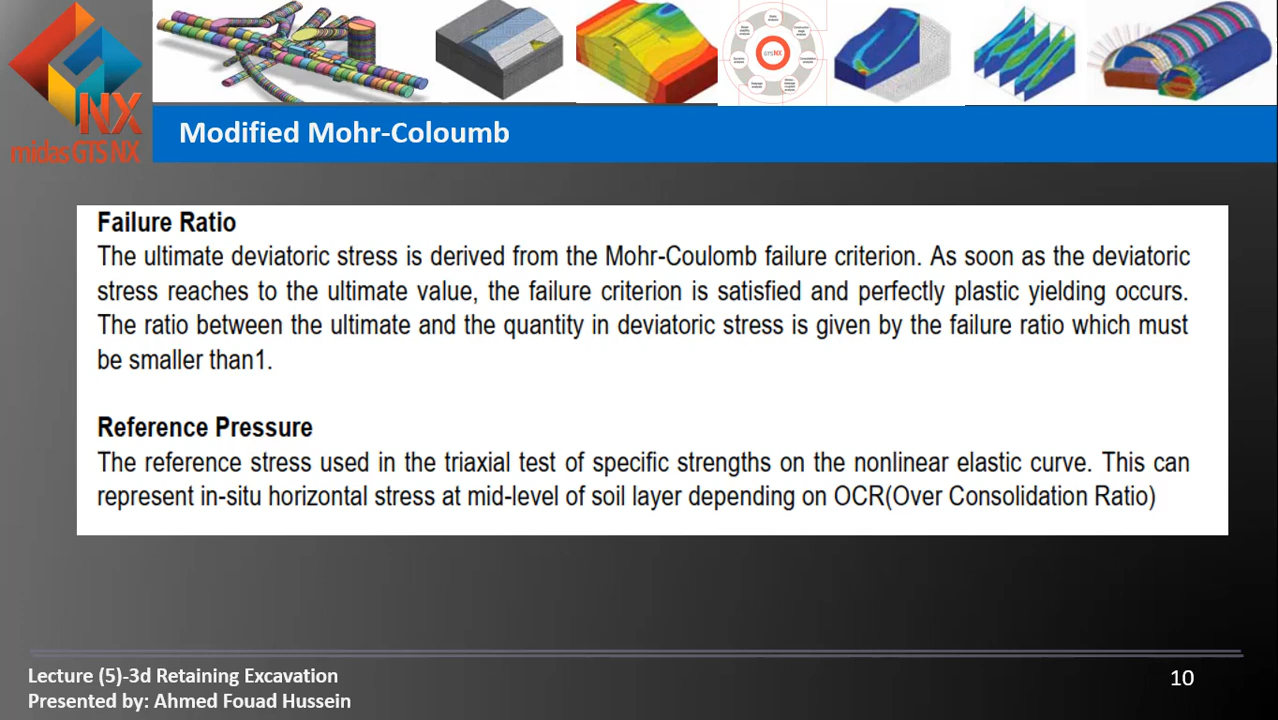 NX
midas GTS NX
GTS NX
Modified Mohr-Coloumb
Failure Ratio
The ultimate deviatoric stress is derived from the Mohr-Coulomb failure criterion. As soon as the deviatoric
stress reaches to the ultimate value, the failure criterion is satisfied and perfectly plastic yielding occurs.
The ratio between the ultimate and the quantity in deviatoric stress is given by the failure ratio which must
be smaller than1.
Reference Pressure
The reference stress used in the triaxial test of specific strengths on the nonlinear elastic curve. This can
represent in-situ horizontal stress at mid-level of soil layer depending on OCR(Over Consolidation Ratio)
Lecture (5)-3d Retaining Excavation
Presented by: Ahmed Fouad Hussein
10